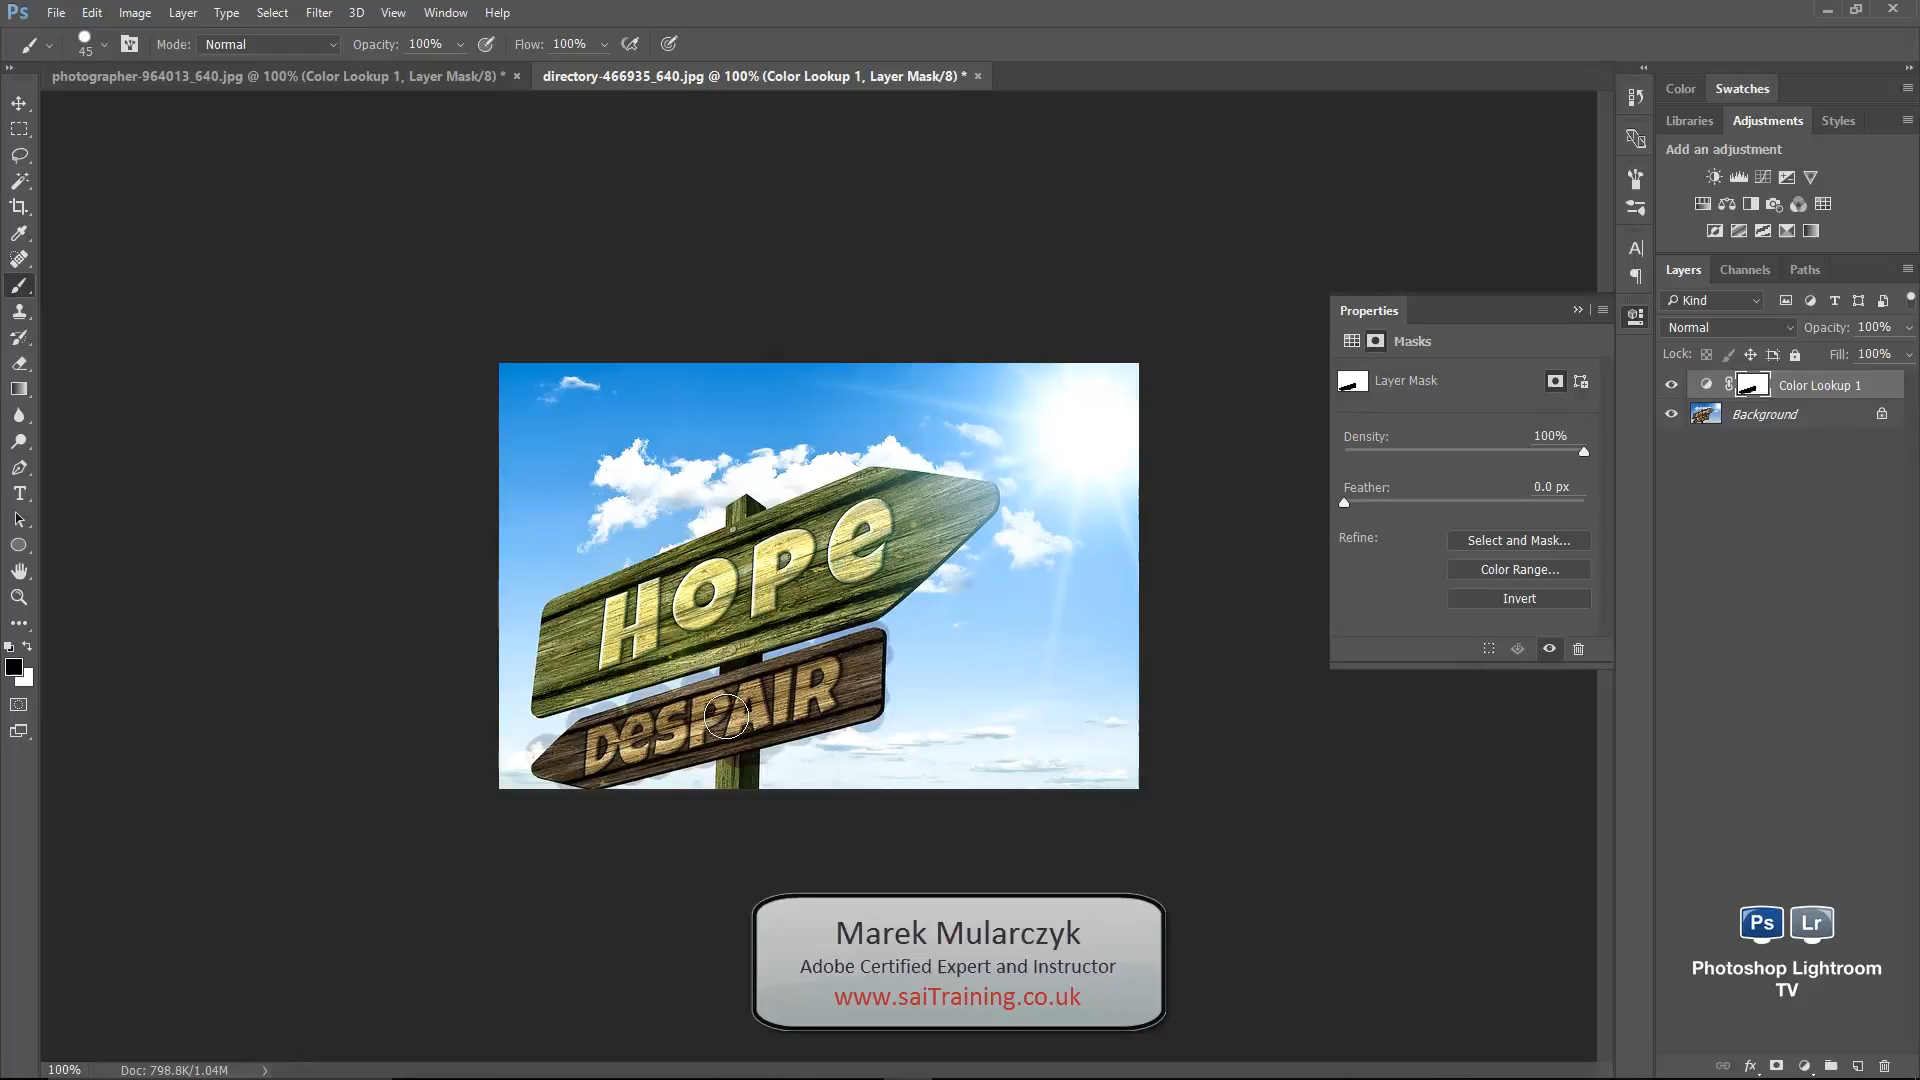 Ps File Edit Image Layer Type Select Filter 3D View Window Help
45 Mode: Normal Opacity: 100% Flow: 100%
photographer-964013_640.jpg @ 100% (Color Lookup 1, Layer Mask/8) * × directory-466935_640.jpg @ 100% (Color Lookup 1, Layer Mask/8) * ×
Color Swatches
Libraries Adjustments Styles
Add an adjustment
Layers Channels Paths
Kind
Normal Opacity: 100%
Lock: Fill: 100%
Color Lookup 1
Background
Properties
Masks
Layer Mask
Density: 100%
Feather: 0.0 px
Refine: Select and Mask...
Color Range...
Invert
HOPe
DesPAIR
Marek Mularczyk
Adobe Certified Expert and Instructor
www.saiTraining.co.uk
Ps Lr
Photoshop Lightroom
TV
100% Doc: 798.8K/1.04M